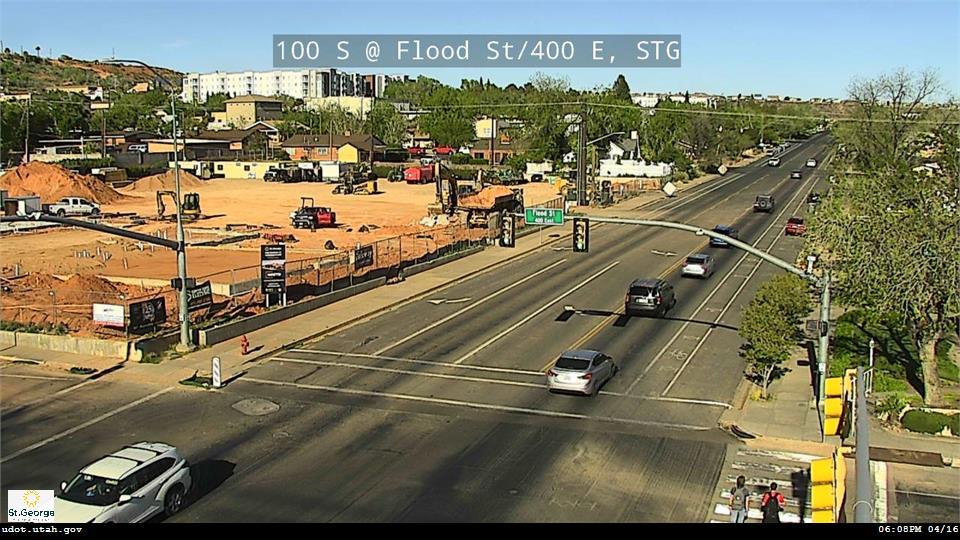 100 S @ Flood St/400 E, STG
Flood St
400 East
St.George
udot.utah.gov
06:08PM 04/16